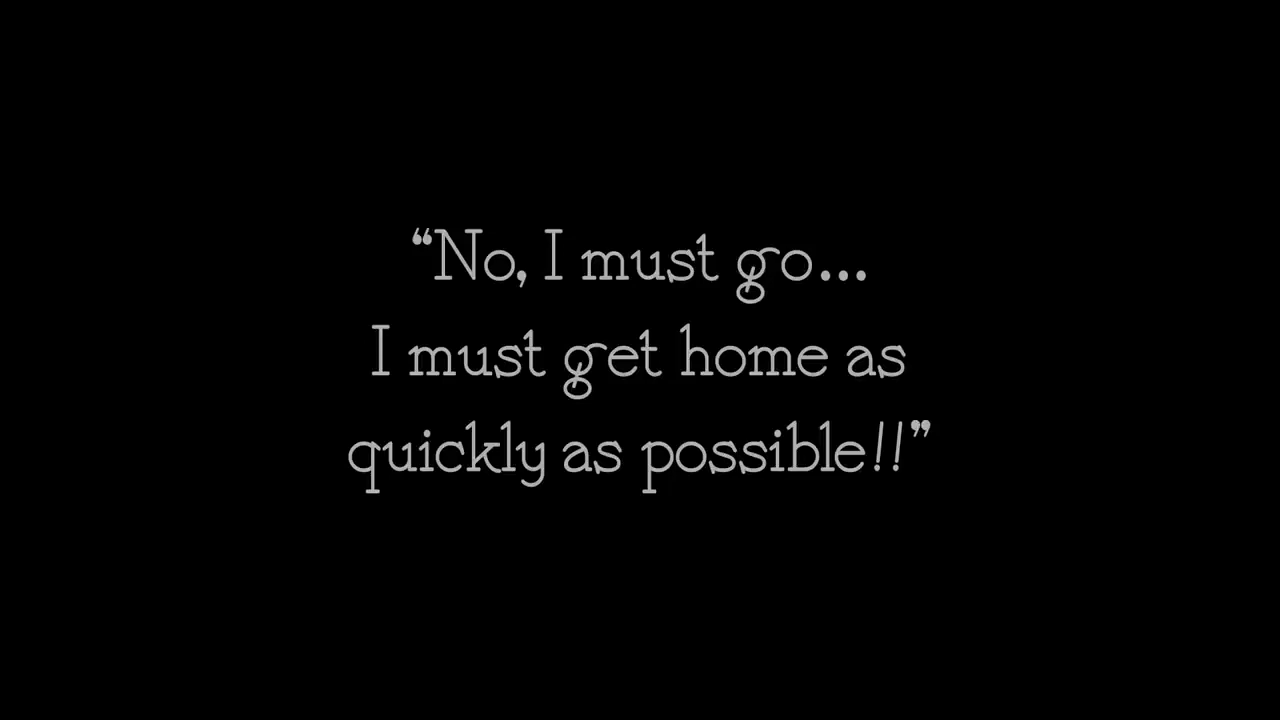 “No, I must go...
I must get home as
quickly as possible!!”